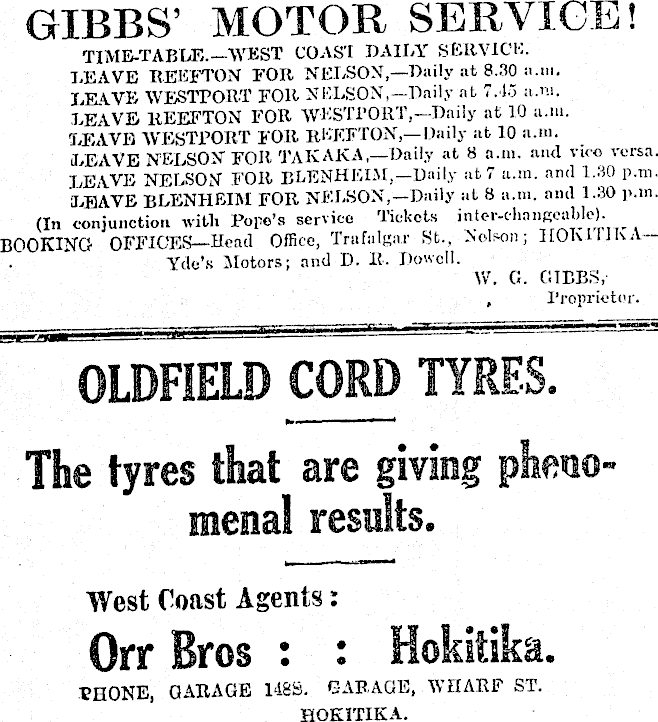 GIBBS' MOTOR SERVICE!
TIME-TABLE.—WEST COAST DAILY SERVICE.
LEAVE REEFTON FOR NELSON,—Daily at 8.30 a.m.
LEAVE WESTPORT FOR NELSON,—Daily at 7.45 a.m.
LEAVE REEFTON FOR WESTPORT,—Daily at 10 a.m.
LEAVE WESTPORT FOR REEFTON,—Daily at 10 a.m.
LEAVE NELSON FOR TAKAKA,—Daily at 8 a.m. and vice versa.
LEAVE NELSON FOR BLENHEIM,—Daily at 7 a.m. and 1.30 p.m.
LEAVE BLENHEIM FOR NELSON,—Daily at 8 a.m. and 1.30 p.m.
(In conjunction with Pope's service Tickets inter-changeable).
BOOKING OFFICES—Head Office, Trafalgar St., Nelson; HOKITIKA—
Yde's Motors; and D. R. Dowell.
W. G. GIBBS,
Proprietor.
OLDFIELD CORD TYRES.
The tyres that are giving pheno-
menal results.
West Coast Agents:
Orr Bros : : Hokitika.
PHONE, GARAGE 148S. GARAGE, WHARF ST.
HOKITIKA.